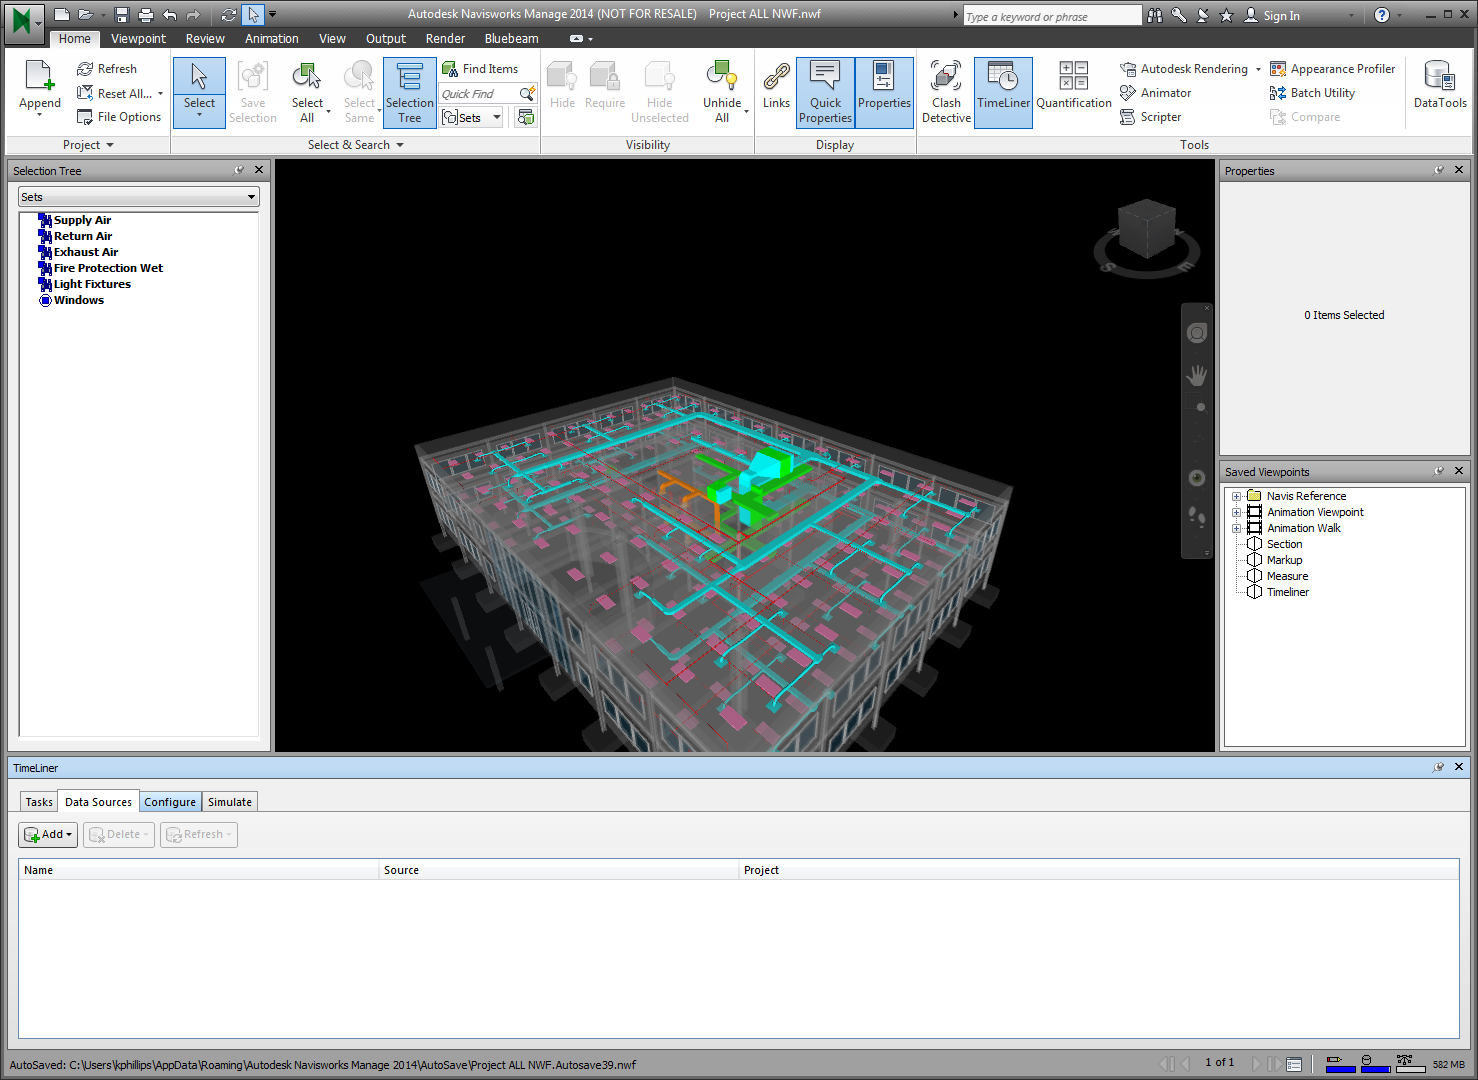 Autodesk Navisworks Manage 2014 (NOT FOR RESALE) Project ALL NWF.nwf
Type a keyword or phrase
Sign In
Home Viewpoint Review Animation View Output Render Bluebeam
Append
Refresh
Reset All...
File Options
Project
Select
Save Selection
Select All
Select Same
Selection Tree
Find Items
Quick Find
Sets
Select & Search
Hide
Require
Hide Unselected
Unhide All
Visibility
Links
Quick Properties
Properties
Display
Clash Detective
TimeLiner
Quantification
Autodesk Rendering
Animator
Scripter
Appearance Profiler
Batch Utility
Compare
Tools
DataTools
Selection Tree
Sets
Supply Air
Return Air
Exhaust Air
Fire Protection Wet
Light Fixtures
Windows
S E
Properties
0 Items Selected
Saved Viewpoints
Navis Reference
Animation Viewpoint
Animation Walk
Section
Markup
Measure
Timeliner
TimeLiner
Tasks Data Sources Configure Simulate
Add Delete Refresh
Name Source Project
AutoSaved: C:\Users\kphillips\AppData\Roaming\Autodesk Navisworks Manage 2014\AutoSave\Project ALL NWF.Autosave39.nwf
1 of 1
582 MB